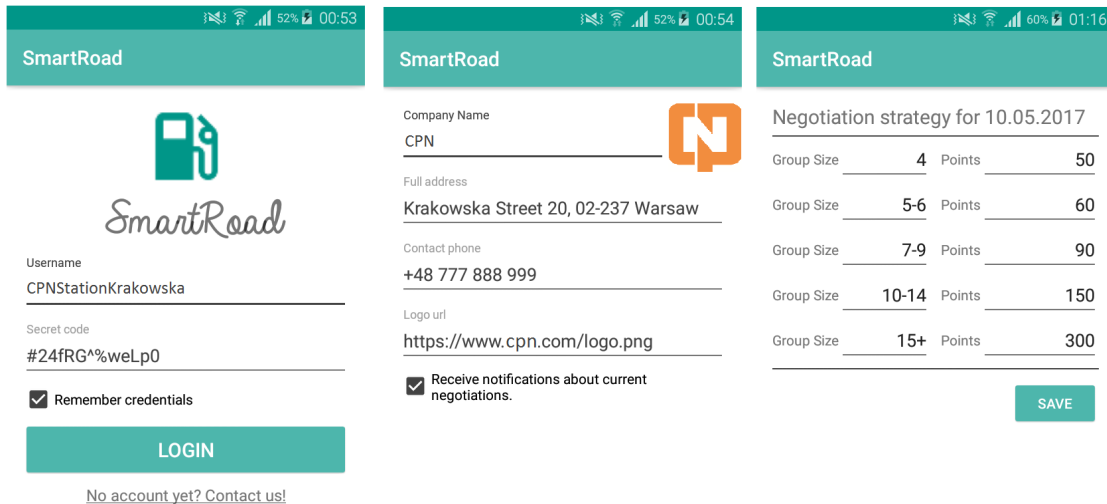 52% 00:53
SmartRoad
SmartRoad
Username
CPNStationKrakowska
Secret code
#24fRG^%weLp0
Remember credentials
LOGIN
No account yet? Contact us!
52% 00:54
SmartRoad
Company Name
CPN
Full address
Krakowska Street 20, 02-237 Warsaw
Contact phone
+48 777 888 999
Logo url
https://www.cpn.com/logo.png
Receive notifications about current
negotiations.
60% 01:16
SmartRoad
Negotiation strategy for 10.05.2017
Group Size 4 Points 50
Group Size 5-6 Points 60
Group Size 7-9 Points 90
Group Size 10-14 Points 150
Group Size 15+ Points 300
SAVE